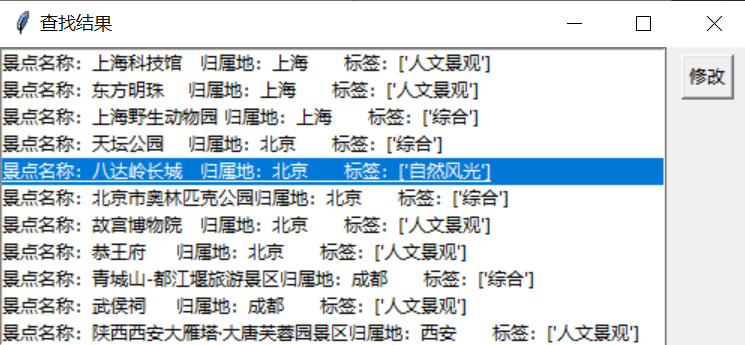 查找结果
景点名称：上海科技馆 归属地：上海 标签：['人文景观']
修改
景点名称：东方明珠 归属地：上海 标签：['人文景观']
景点名称：上海野生动物园 归属地：上海 标签：['综合']
景点名称：天坛公园 归属地：北京 标签：['综合']
景点名称：八达岭长城 归属地：北京 标签：['自然风光']
景点名称：北京市奥林匹克公园归属地：北京 标签：['综合']
景点名称：故宫博物院 归属地：北京 标签：['人文景观']
景点名称：恭王府 归属地：北京 标签：['人文景观']
景点名称：青城山-都江堰旅游景区归属地：成都 标签：['综合']
景点名称：武侯祠 归属地：成都 标签：['人文景观']
景点名称：陕西西安大雁塔·大唐芙蓉园景区归属地：西安 标签：['人文景观']